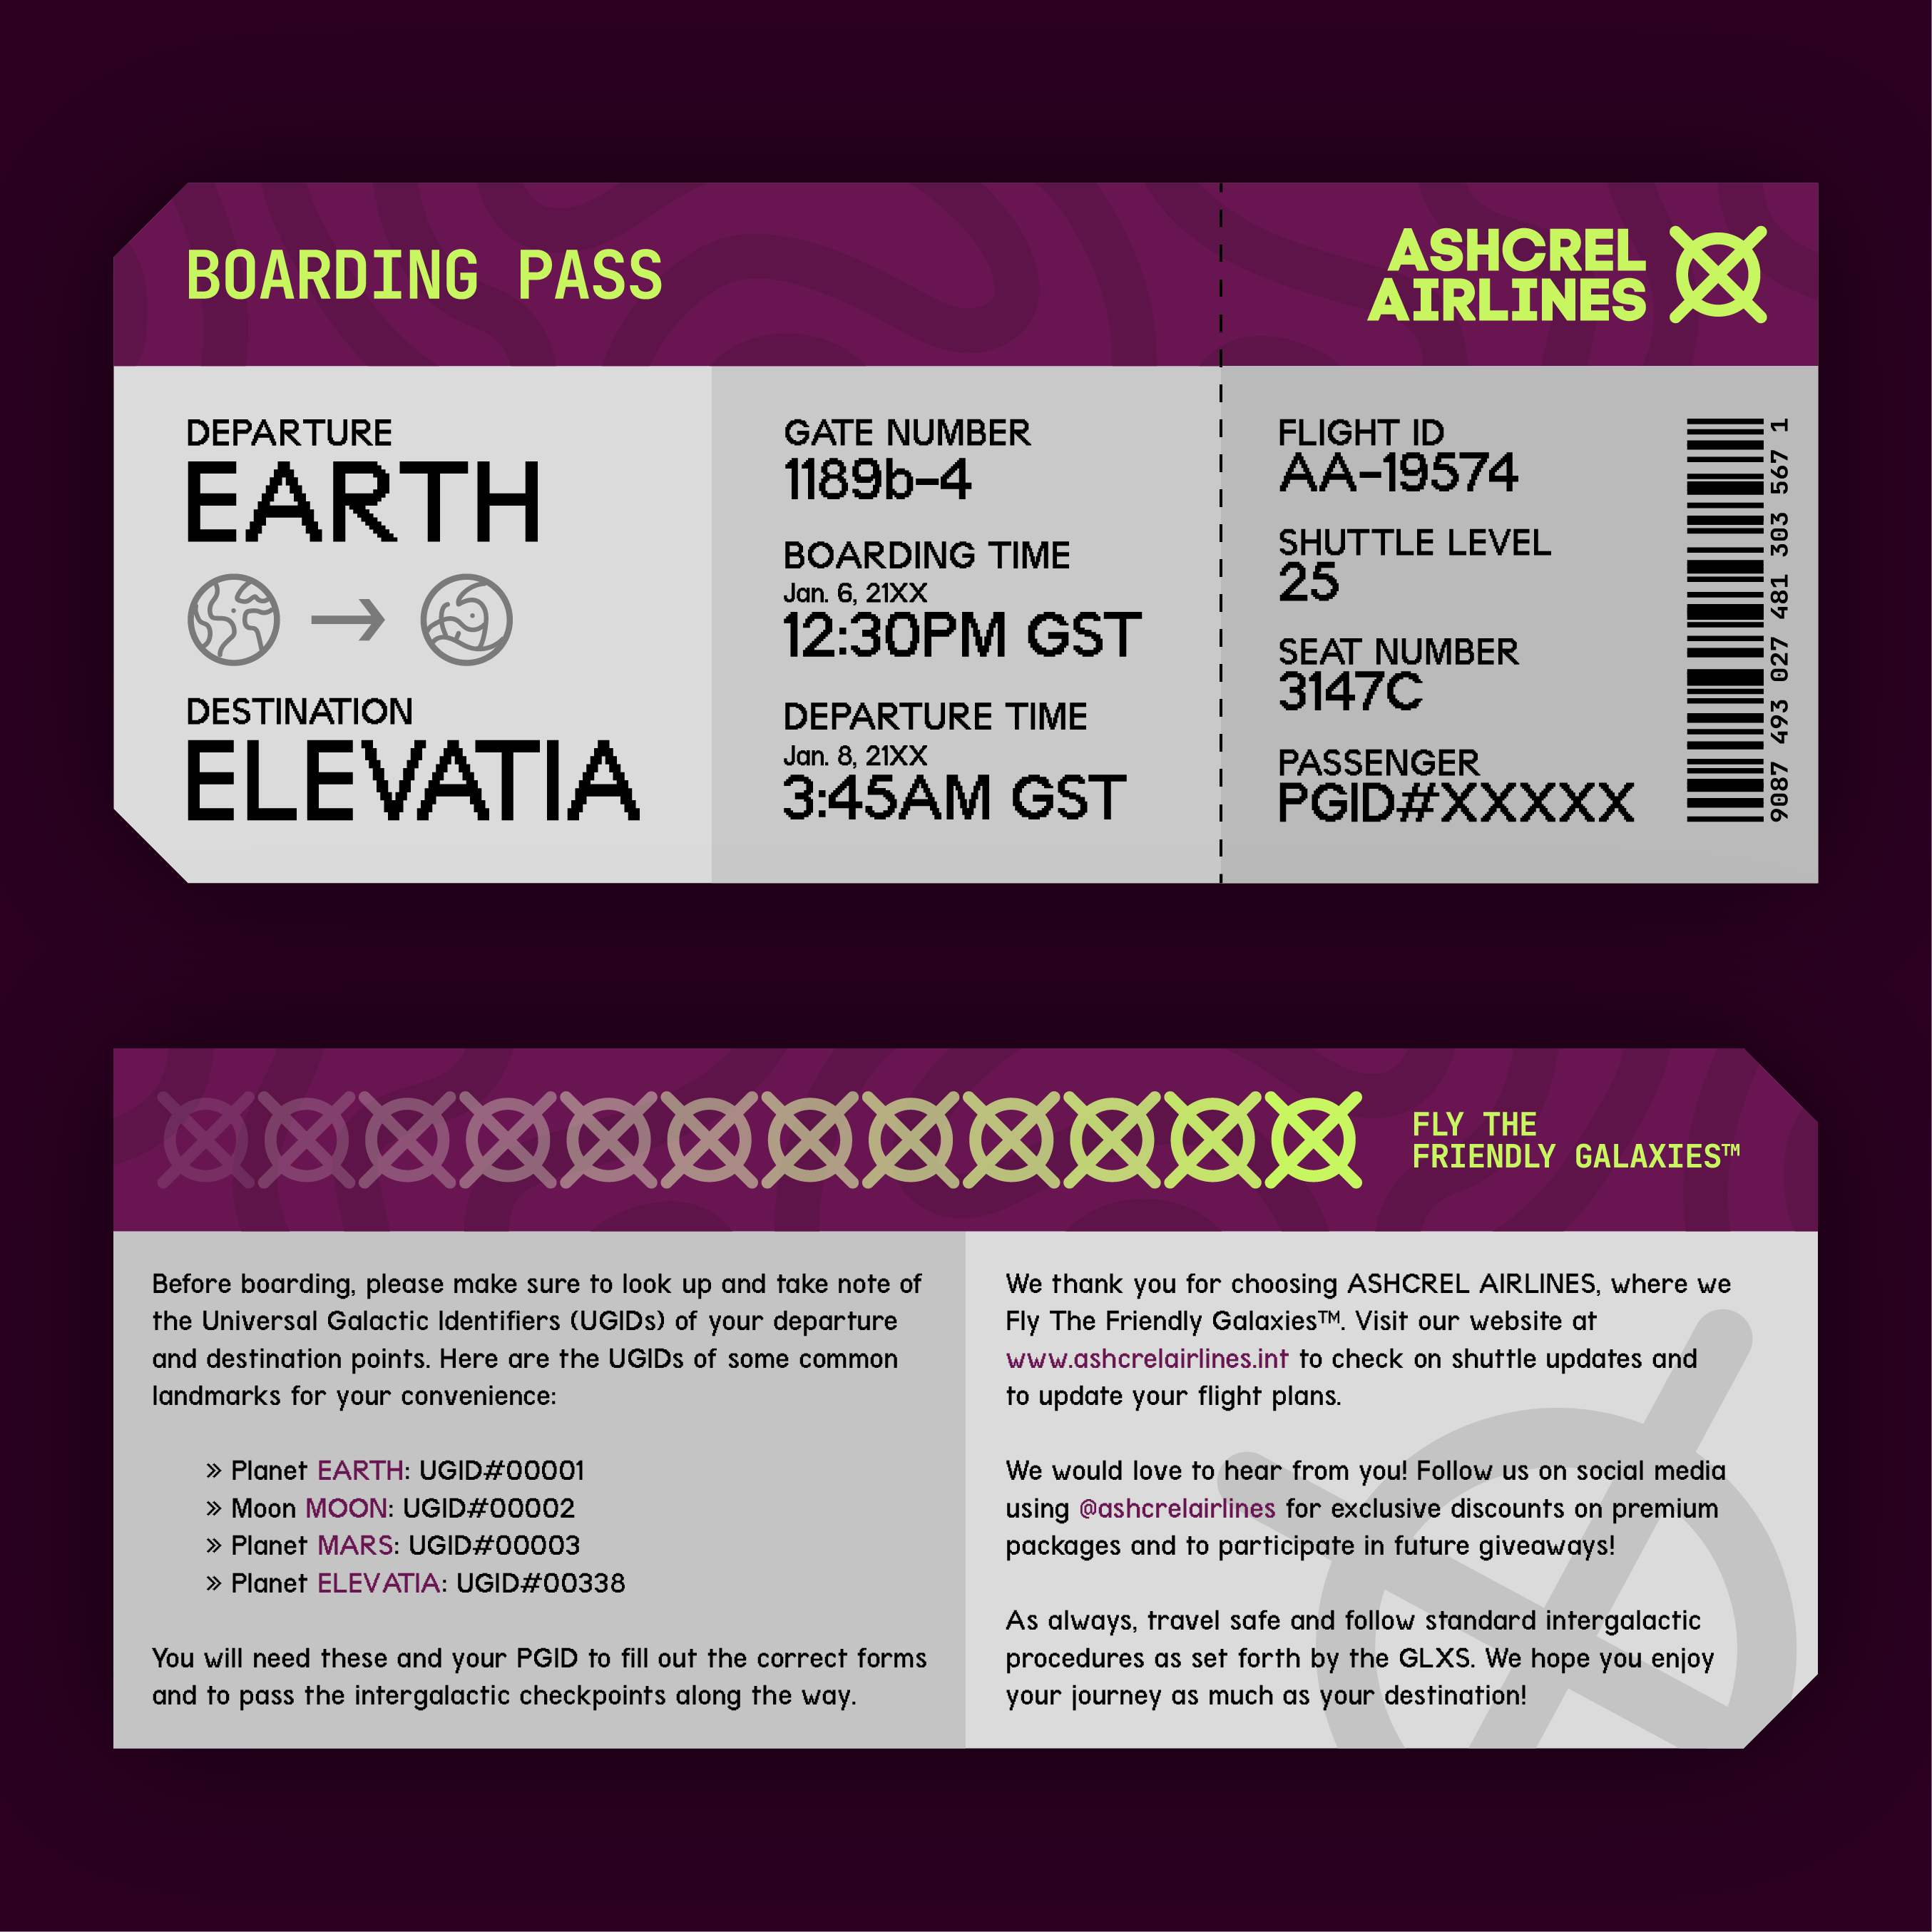 BOARDING PASS
ASHCREL
AIRLINES
DEPARTURE
EARTH
DESTINATION
ELEVATIA
GATE NUMBER
1189b-4
BOARDING TIME
Jan. 6, 21XX
12:30PM GST
DEPARTURE TIME
Jan. 8, 21XX
3:45AM GST
FLIGHT ID
AA-19574
SHUTTLE LEVEL
25
SEAT NUMBER
3147C
PASSENGER
PGID#XXXXX
9087 493 027 481 303 567 1
FLY THE
FRIENDLY GALAXIES™
Before boarding, please make sure to look up and take note of
the Universal Galactic Identifiers (UGIDs) of your departure
and destination points. Here are the UGIDs of some common
landmarks for your convenience:
» Planet EARTH: UGID#00001
» Moon MOON: UGID#00002
» Planet MARS: UGID#00003
» Planet ELEVATIA: UGID#00338
You will need these and your PGID to fill out the correct forms
and to pass the intergalactic checkpoints along the way.
We thank you for choosing ASHCREL AIRLINES, where we
Fly The Friendly Galaxies™. Visit our website at
www.ashcrelairlines.int to check on shuttle updates and
to update your flight plans.
We would love to hear from you! Follow us on social media
using @ashcrelairlines for exclusive discounts on premium
packages and to participate in future giveaways!
As always, travel safe and follow standard intergalactic
procedures as set forth by the GLXS. We hope you enjoy
your journey as much as your destination!